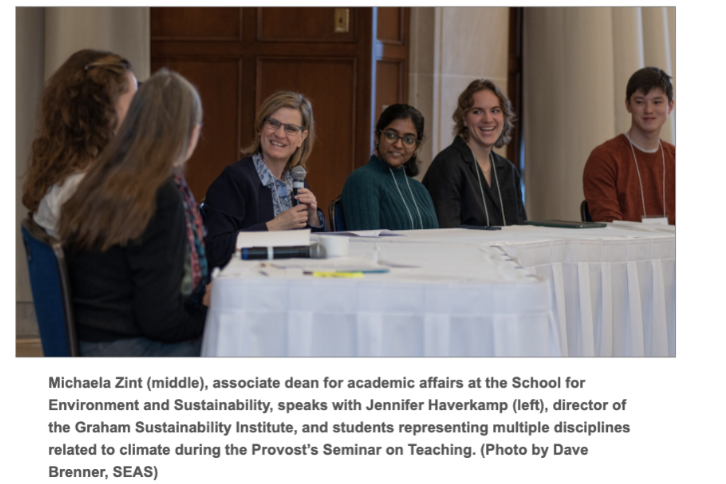 Michaela Zint (middle), associate dean for academic affairs at the School for
Environment and Sustainability, speaks with Jennifer Haverkamp (left), director of
the Graham Sustainability Institute, and students representing multiple disciplines
related to climate during the Provost's Seminar on Teaching. (Photo by Dave
Brenner, SEAS)